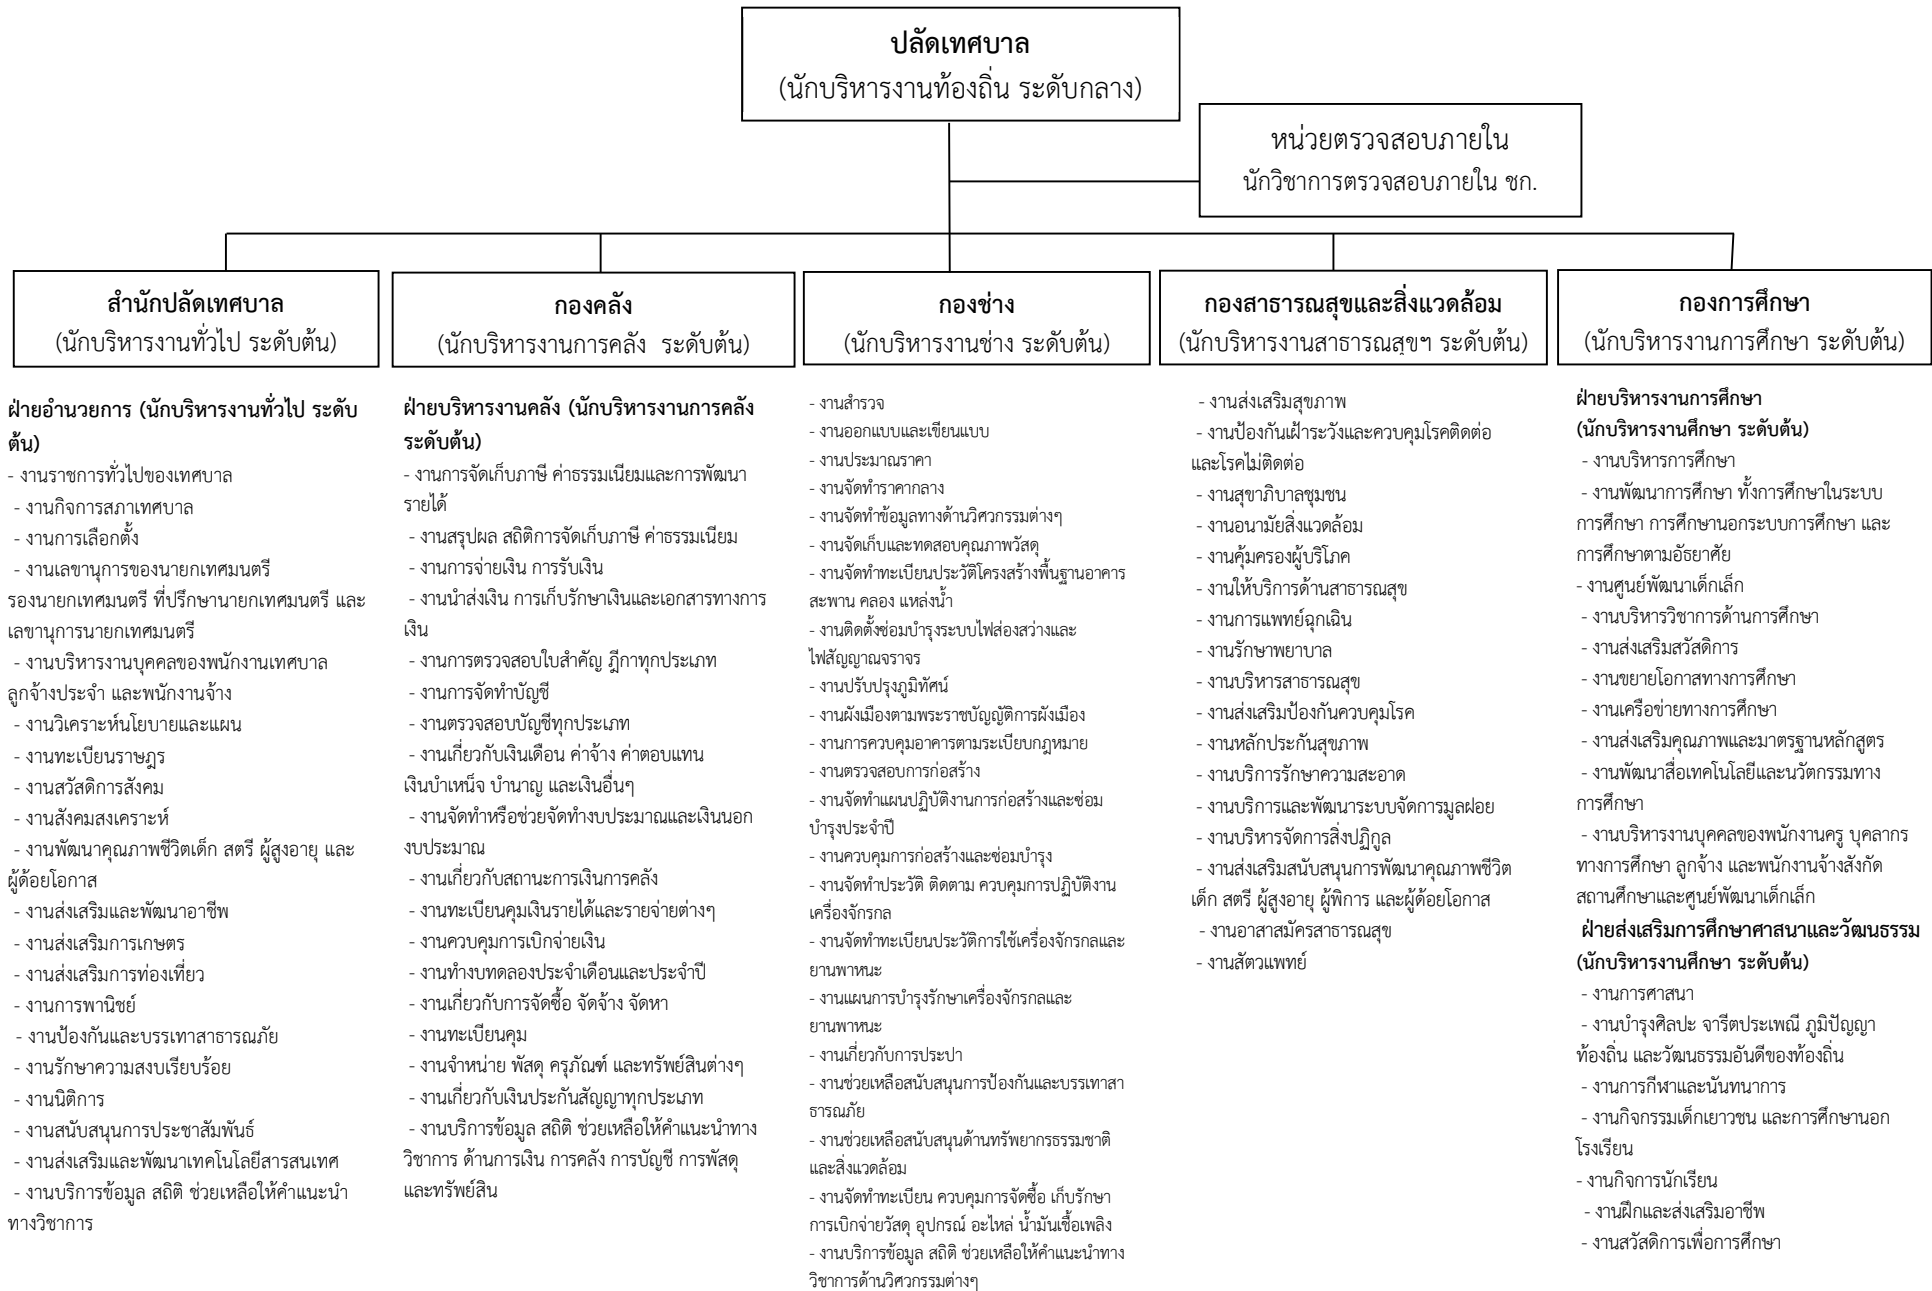 ปลัดเทศบาล
(นักบริหารงานท้องถิ่น ระดับกลาง)
หน่วยตรวจสอบภายใน
นักวิชาการตรวจสอบภายใน ชก.
สำนักปลัดเทศบาล
(นักบริหารงานทั่วไป ระดับต้น)
ฝ่ายอำนวยการ (นักบริหารงานทั่วไป ระดับ
ต้น)
- งานราชการทั่วไปของเทศบาล
- งานกิจการสภาเทศบาล
- งานการเลือกตั้ง
- งานเลขานุการของนายกเทศมนตรี
รองนายกเทศมนตรี ที่ปรึกษานายกเทศมนตรี และ
เลขานุการนายกเทศมนตรี
- งานบริหารงานบุคคลของพนักงานเทศบาล
ลูกจ้างประจำ และพนักงานจ้าง
- งานวิเคราะห์นโยบายและแผน
- งานทะเบียนราษฎร
- งานสวัสดิการสังคม
- งานสังคมสงเคราะห์
- งานพัฒนาคุณภาพชีวิตเด็ก สตรี ผู้สูงอายุ และ
ผู้ด้อยโอกาส
- งานส่งเสริมและพัฒนาอาชีพ
- งานส่งเสริมการเกษตร
- งานส่งเสริมการท่องเที่ยว
- งานการพานิชย์
- งานป้องกันและบรรเทาสาธารณภัย
- งานรักษาความสงบเรียบร้อย
- งานนิติการ
- งานสนับสนุนการประชาสัมพันธ์
- งานส่งเสริมและพัฒนาเทคโนโลยีสารสนเทศ
- งานบริการข้อมูล สถิติ ช่วยเหลือให้คำแนะนำ
ทางวิชาการ
กองคลัง
(นักบริหารงานการคลัง ระดับต้น)
ฝ่ายบริหารงานคลัง (นักบริหารงานการคลัง
ระดับต้น)
- งานการจัดเก็บภาษี ค่าธรรมเนียมและการพัฒนา
รายได้
- งานสรุปผล สถิติการจัดเก็บภาษี ค่าธรรมเนียม
- งานการจ่ายเงิน การรับเงิน
- งานนำส่งเงิน การเก็บรักษาเงินและเอกสารทางการ
เงิน
- งานการตรวจสอบใบสำคัญ ฎีกาทุกประเภท
- งานการจัดทำบัญชี
- งานตรวจสอบบัญชีทุกประเภท
- งานเกี่ยวกับเงินเดือน ค่าจ้าง ค่าตอบแทน
เงินบำเหน็จ บำนาญ และเงินอื่นๆ
- งานจัดทำหรือช่วยจัดทำงบประมาณและเงินนอก
งบประมาณ
- งานเกี่ยวกับสถานะการเงินการคลัง
- งานทะเบียนคุมเงินรายได้และรายจ่ายต่างๆ
- งานควบคุมการเบิกจ่ายเงิน
- งานทำงบทดลองประจำเดือนและประจำปี
- งานเกี่ยวกับการจัดซื้อ จัดจ้าง จัดหา
- งานทะเบียนคุม
- งานจำหน่าย พัสดุ ครุภัณฑ์ และทรัพย์สินต่างๆ
- งานเกี่ยวกับเงินประกันสัญญาทุกประเภท
- งานบริการข้อมูล สถิติ ช่วยเหลือให้คำแนะนำทาง
วิชาการ ด้านการเงิน การคลัง การบัญชี การพัสดุ
และทรัพย์สิน
กองช่าง
(นักบริหารงานช่าง ระดับต้น)
- งานสำรวจ
- งานออกแบบและเขียนแบบ
- งานประมาณราคา
- งานจัดทำราคากลาง
- งานจัดทำข้อมูลทางด้านวิศวกรรมต่างๆ
- งานจัดเก็บและทดสอบคุณภาพวัสดุ
- งานจัดทำทะเบียนประวัติโครงสร้างพื้นฐานอาคาร
สะพาน คลอง แหล่งน้ำ
- งานติดตั้งซ่อมบำรุงระบบไฟส่องสว่างและ
ไฟสัญญาณจราจร
- งานปรับปรุงภูมิทัศน์
- งานผังเมืองตามพระราชบัญญัติการผังเมือง
- งานการควบคุมอาคารตามระเบียบกฎหมาย
- งานตรวจสอบการก่อสร้าง
- งานจัดทำแผนปฏิบัติงานการก่อสร้างและซ่อม
บำรุงประจำปี
- งานควบคุมการก่อสร้างและซ่อมบำรุง
- งานจัดทำประวัติ ติดตาม ควบคุมการปฏิบัติงาน
เครื่องจักรกล
- งานจัดทำทะเบียนประวัติการใช้เครื่องจักรกลและ
ยานพาหนะ
- งานแผนการบำรุงรักษาเครื่องจักรกลและ
ยานพาหนะ
- งานเกี่ยวกับการประปา
- งานช่วยเหลือสนับสนุนการป้องกันและบรรเทาสา
ธารณภัย
- งานช่วยเหลือสนับสนุนด้านทรัพยากรธรรมชาติ
และสิ่งแวดล้อม
- งานจัดทำทะเบียน ควบคุมการจัดซื้อ เก็บรักษา
การเบิกจ่ายวัสดุ อุปกรณ์ อะไหล่ น้ำมันเชื้อเพลิง
- งานบริการข้อมูล สถิติ ช่วยเหลือให้คำแนะนำทาง
วิชาการด้านวิศวกรรมต่างๆ
กองสาธารณสุขและสิ่งแวดล้อม
(นักบริหารงานสาธารณสุขฯ ระดับต้น)
- งานส่งเสริมสุขภาพ
- งานป้องกันเฝ้าระวังและควบคุมโรคติดต่อ
และโรคไม่ติดต่อ
- งานสุขาภิบาลชุมชน
- งานอนามัยสิ่งแวดล้อม
- งานคุ้มครองผู้บริโภค
- งานให้บริการด้านสาธารณสุข
- งานการแพทย์ฉุกเฉิน
- งานรักษาพยาบาล
- งานบริหารสาธารณสุข
- งานส่งเสริมป้องกันควบคุมโรค
- งานหลักประกันสุขภาพ
- งานบริการรักษาความสะอาด
- งานบริการและพัฒนาระบบจัดการมูลฝอย
- งานบริหารจัดการสิ่งปฏิกูล
- งานส่งเสริมสนับสนุนการพัฒนาคุณภาพชีวิต
เด็ก สตรี ผู้สูงอายุ ผู้พิการ และผู้ด้อยโอกาส
- งานอาสาสมัครสาธารณสุข
- งานสัตวแพทย์
กองการศึกษา
(นักบริหารงานการศึกษา ระดับต้น)
ฝ่ายบริหารงานการศึกษา
(นักบริหารงานศึกษา ระดับต้น)
- งานบริหารการศึกษา
- งานพัฒนาการศึกษา ทั้งการศึกษาในระบบ
การศึกษา การศึกษานอกระบบการศึกษา และ
การศึกษาตามอัธยาศัย
- งานศูนย์พัฒนาเด็กเล็ก
- งานบริหารวิชาการด้านการศึกษา
- งานส่งเสริมสวัสดิการ
- งานขยายโอกาสทางการศึกษา
- งานเครือข่ายทางการศึกษา
- งานส่งเสริมคุณภาพและมาตรฐานหลักสูตร
- งานพัฒนาสื่อเทคโนโลยีและนวัตกรรมทาง
การศึกษา
- งานบริหารงานบุคคลของพนักงานครู บุคลากร
ทางการศึกษา ลูกจ้าง และพนักงานจ้างสังกัด
สถานศึกษาและศูนย์พัฒนาเด็กเล็ก
ฝ่ายส่งเสริมการศึกษาศาสนาและวัฒนธรรม
(นักบริหารงานศึกษา ระดับต้น)
- งานการศาสนา
- งานบำรุงศิลปะ จารีตประเพณี ภูมิปัญญา
ท้องถิ่น และวัฒนธรรมอันดีของท้องถิ่น
- งานการกีฬาและนันทนาการ
- งานกิจกรรมเด็กเยาวชน และการศึกษานอก
โรงเรียน
- งานกิจการนักเรียน
- งานฝึกและส่งเสริมอาชีพ
- งานสวัสดิการเพื่อการศึกษา